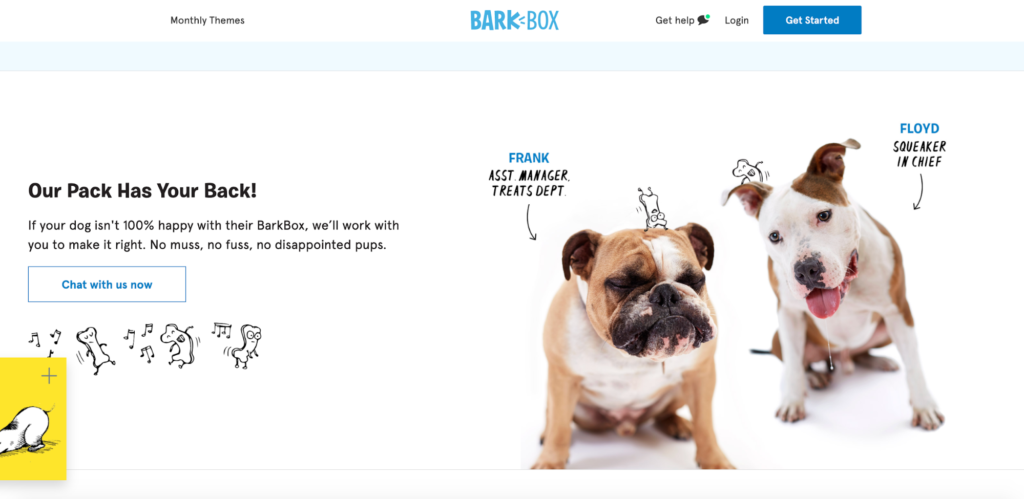 Monthly Themes
BARK BOX
Get help
Login
Get Started
Our Pack Has Your Back!
If your dog isn't 100% happy with their BarkBox, we’ll work with
you to make it right. No muss, no fuss, no disappointed pups.
Chat with us now
FRANK
ASST. MANAGER,
TREATS DEPT.
FLOYD
SQUEAKER
IN CHIEF